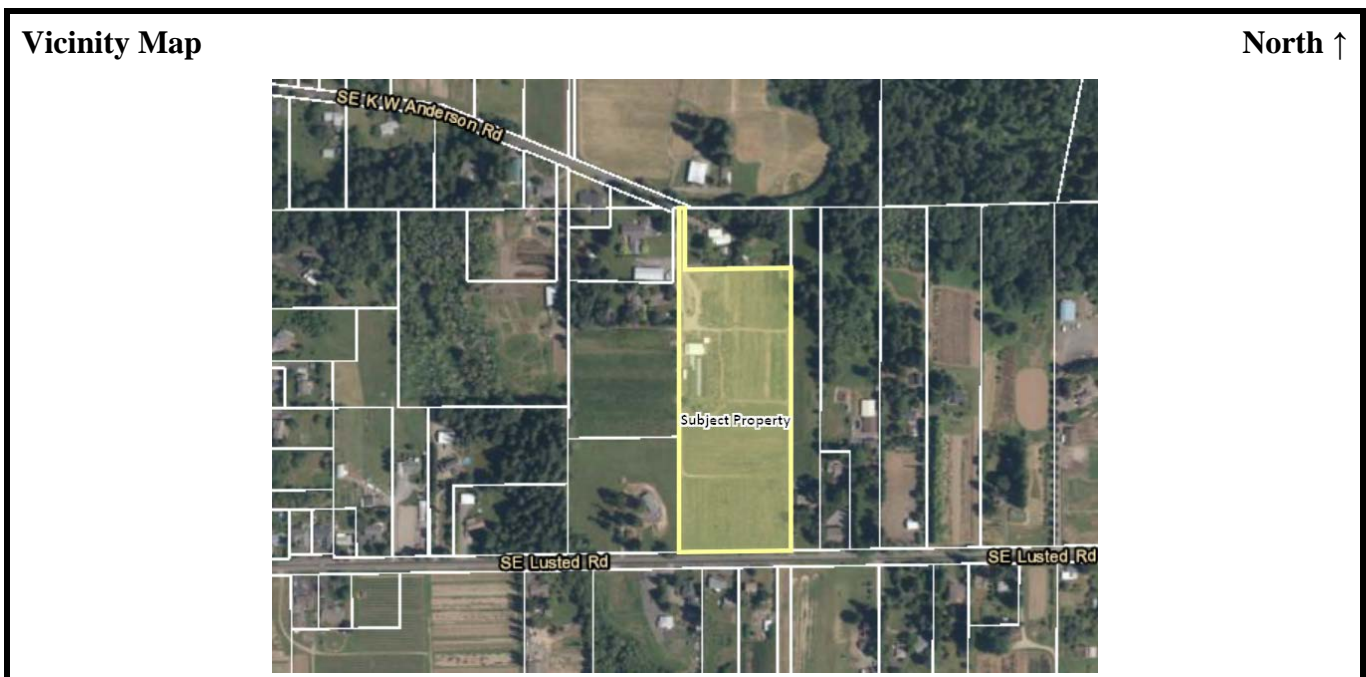 Vicinity Map
North ↑
SE K W Anderson Rd
Subject Property
SE Lusted Rd
SE Lusted Rd